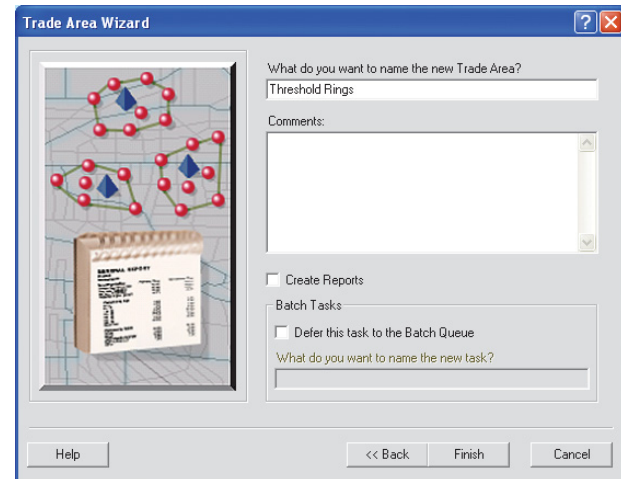 Trade Area Wizard
What do you want to name the new Trade Area?
Threshold Rings
Comments:
Create Reports
Batch Tasks
Defer this task to the Batch Queue
What do you want to name the new task?
Help
<< Back
Finish
Cancel